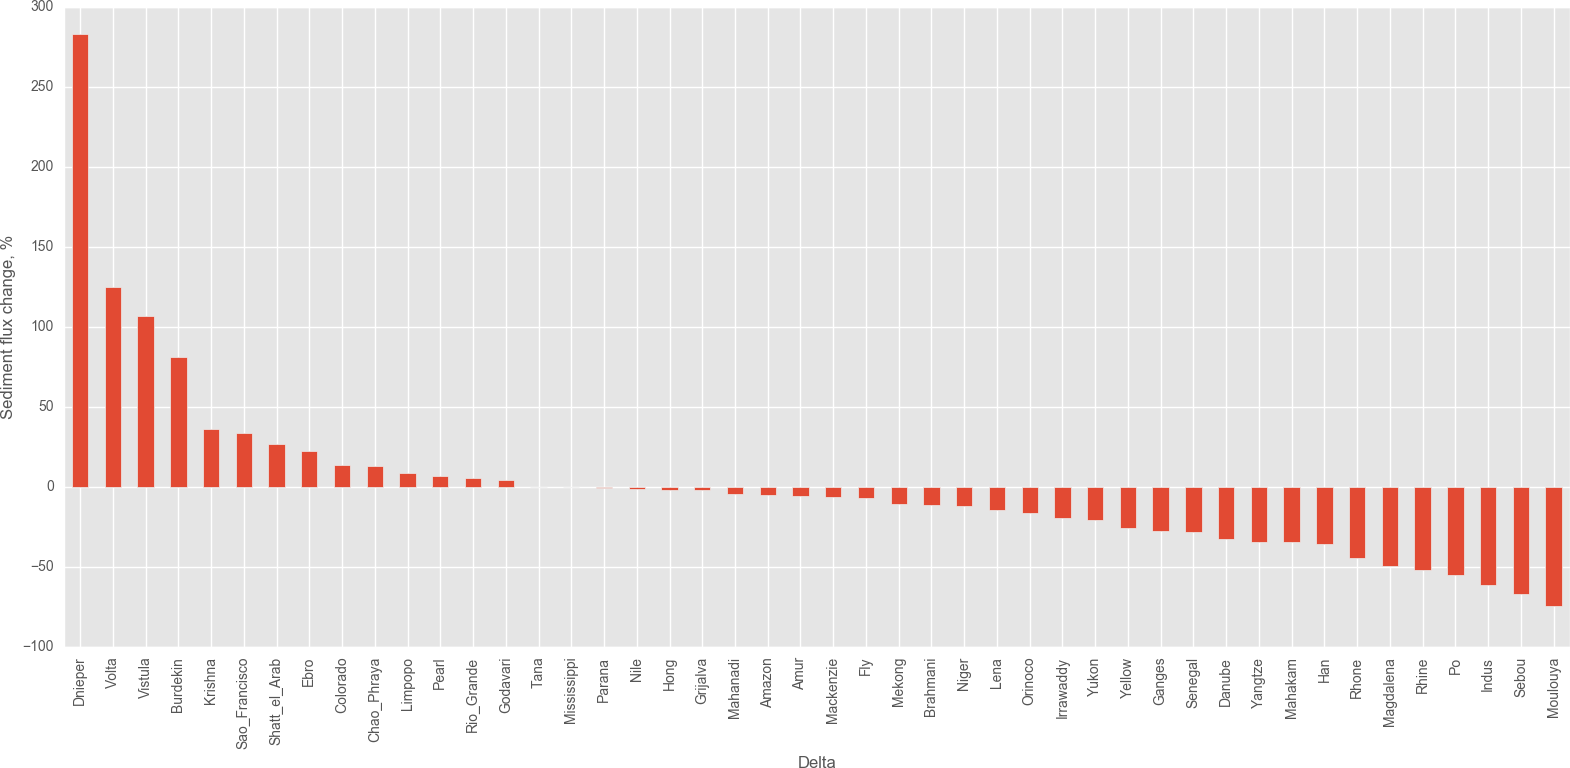 300
250
200
150
100
50
0
−50
−100
Sediment flux change, %
Dnieper
Volta
Vistula
Burdekin
Krishna
Sao_Francisco
Shatt_el_Arab
Ebro
Colorado
Chao_Phraya
Limpopo
Pearl
Rio_Grande
Godavari
Tana
Mississippi
Parana
Nile
Hong
Grijalva
Mahanadi
Amazon
Amur
Mackenzie
Fly
Mekong
Brahmani
Niger
Lena
Orinoco
Irrawaddy
Yukon
Yellow
Ganges
Senegal
Danube
Yangtze
Mahakam
Han
Rhone
Magdalena
Rhine
Po
Indus
Sebou
Moulouya
Delta